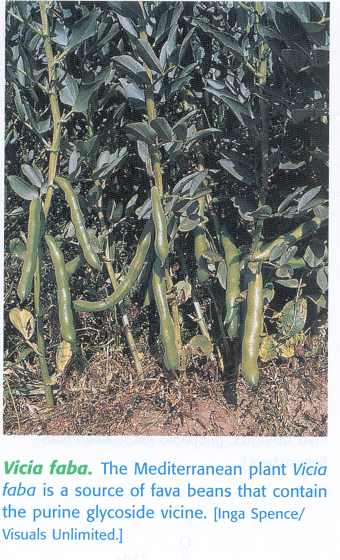 Vicia faba. The Mediterranean plant Vicia
faba is a source of fava beans that contain
the purine glycoside vicine. [Inga Spence/
Visuals Unlimited.]